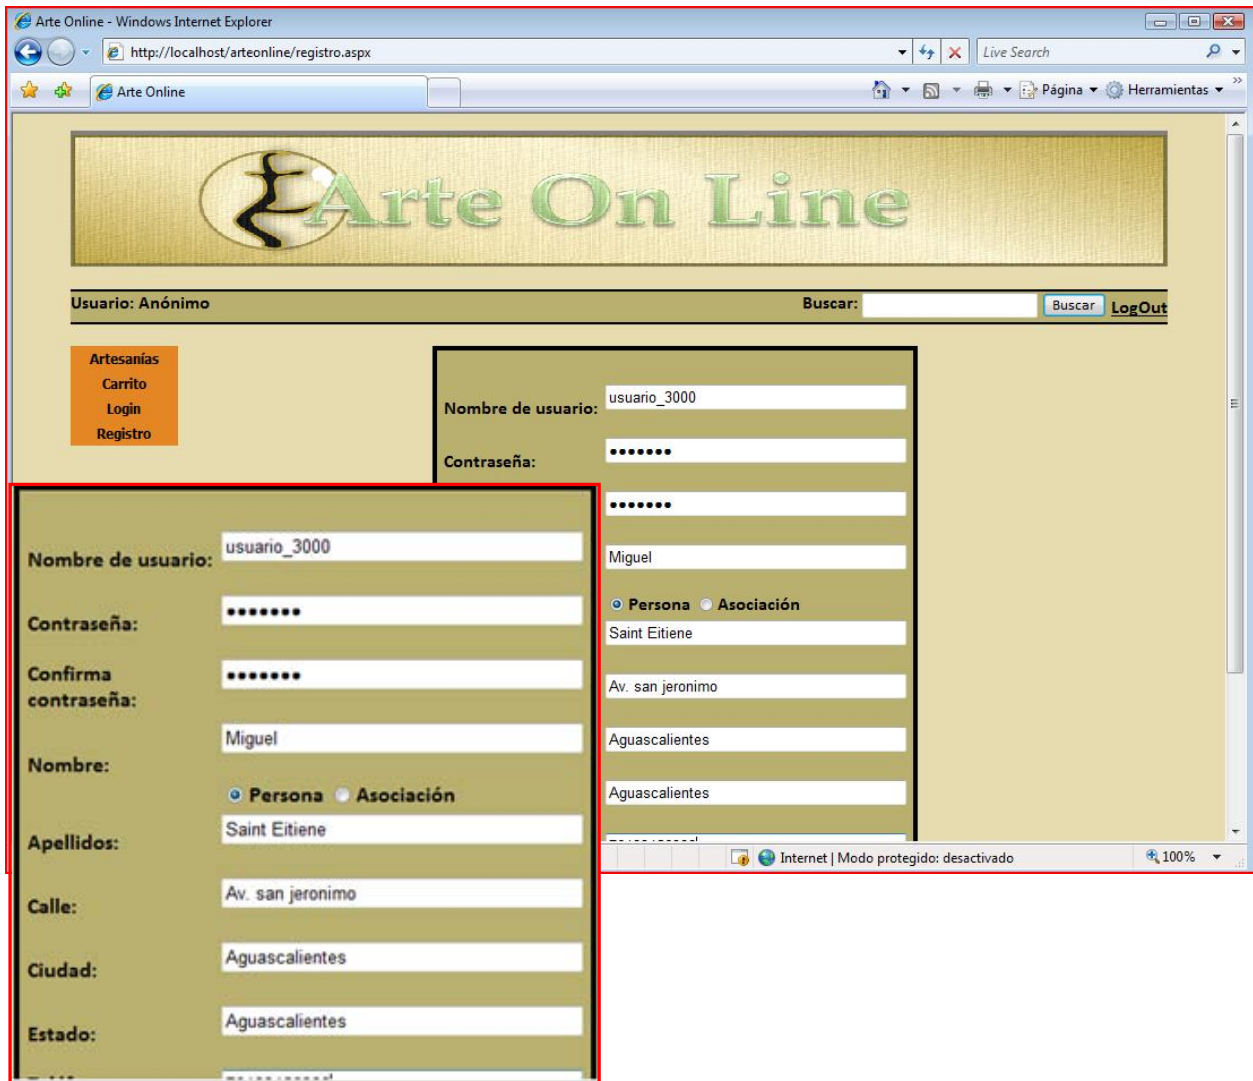 Arte Online - Windows Internet Explorer
http://localhost/arteonline/registro.aspx
Live Search
Arte Online
Página
Herramientas
Arte On Line
Usuario: Anónimo
Buscar:
Buscar
LogOut
Artesanías
Carrito
Login
Registro
Nombre de usuario: usuario_3000
Contraseña: •••••••
•••••••
Miguel
Persona Asociación
Saint Eitiene
Av. san jeronimo
Aguascalientes
Aguascalientes
Internet | Modo protegido: desactivado
100%
Nombre de usuario: usuario_3000
Contraseña: •••••••
Confirma
contraseña: •••••••
Nombre: Miguel
Persona Asociación
Apellidos: Saint Eitiene
Calle: Av. san jeronimo
Ciudad: Aguascalientes
Estado: Aguascalientes